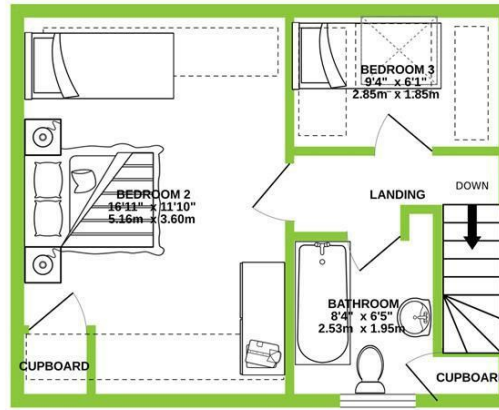 BEDROOM 3
9'4" x 6'1"
2.85m x 1.85m
BEDROOM 2
16'11" x 11'10"
5.16m x 3.60m
LANDING
DOWN
BATHROOM
8'4" x 6'5"
2.53m x 1.95m
CUPBOARD
CUPBOAR